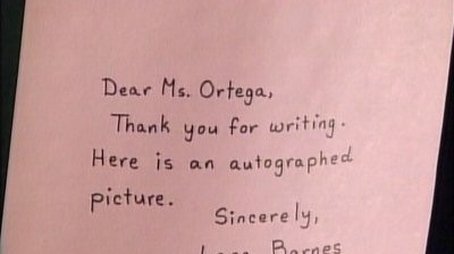 Dear Ms. Ortega,
Thank you for writing.
Here is an autographed
picture.
Sincerely,
Barnes